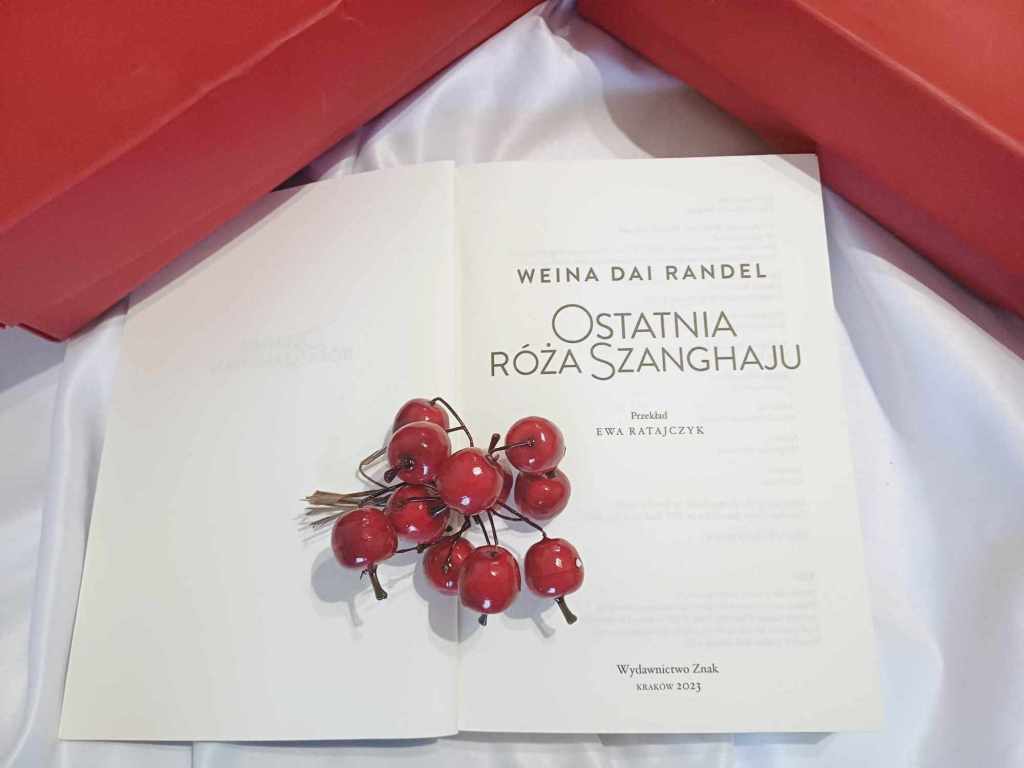 WEINA DAI RANDEL
OSTATNIA
RÓŻA SZANGHAJU
Przekład
EWA RATAJCZYK
Wydawnictwo Znak
KRAKÓW 2023